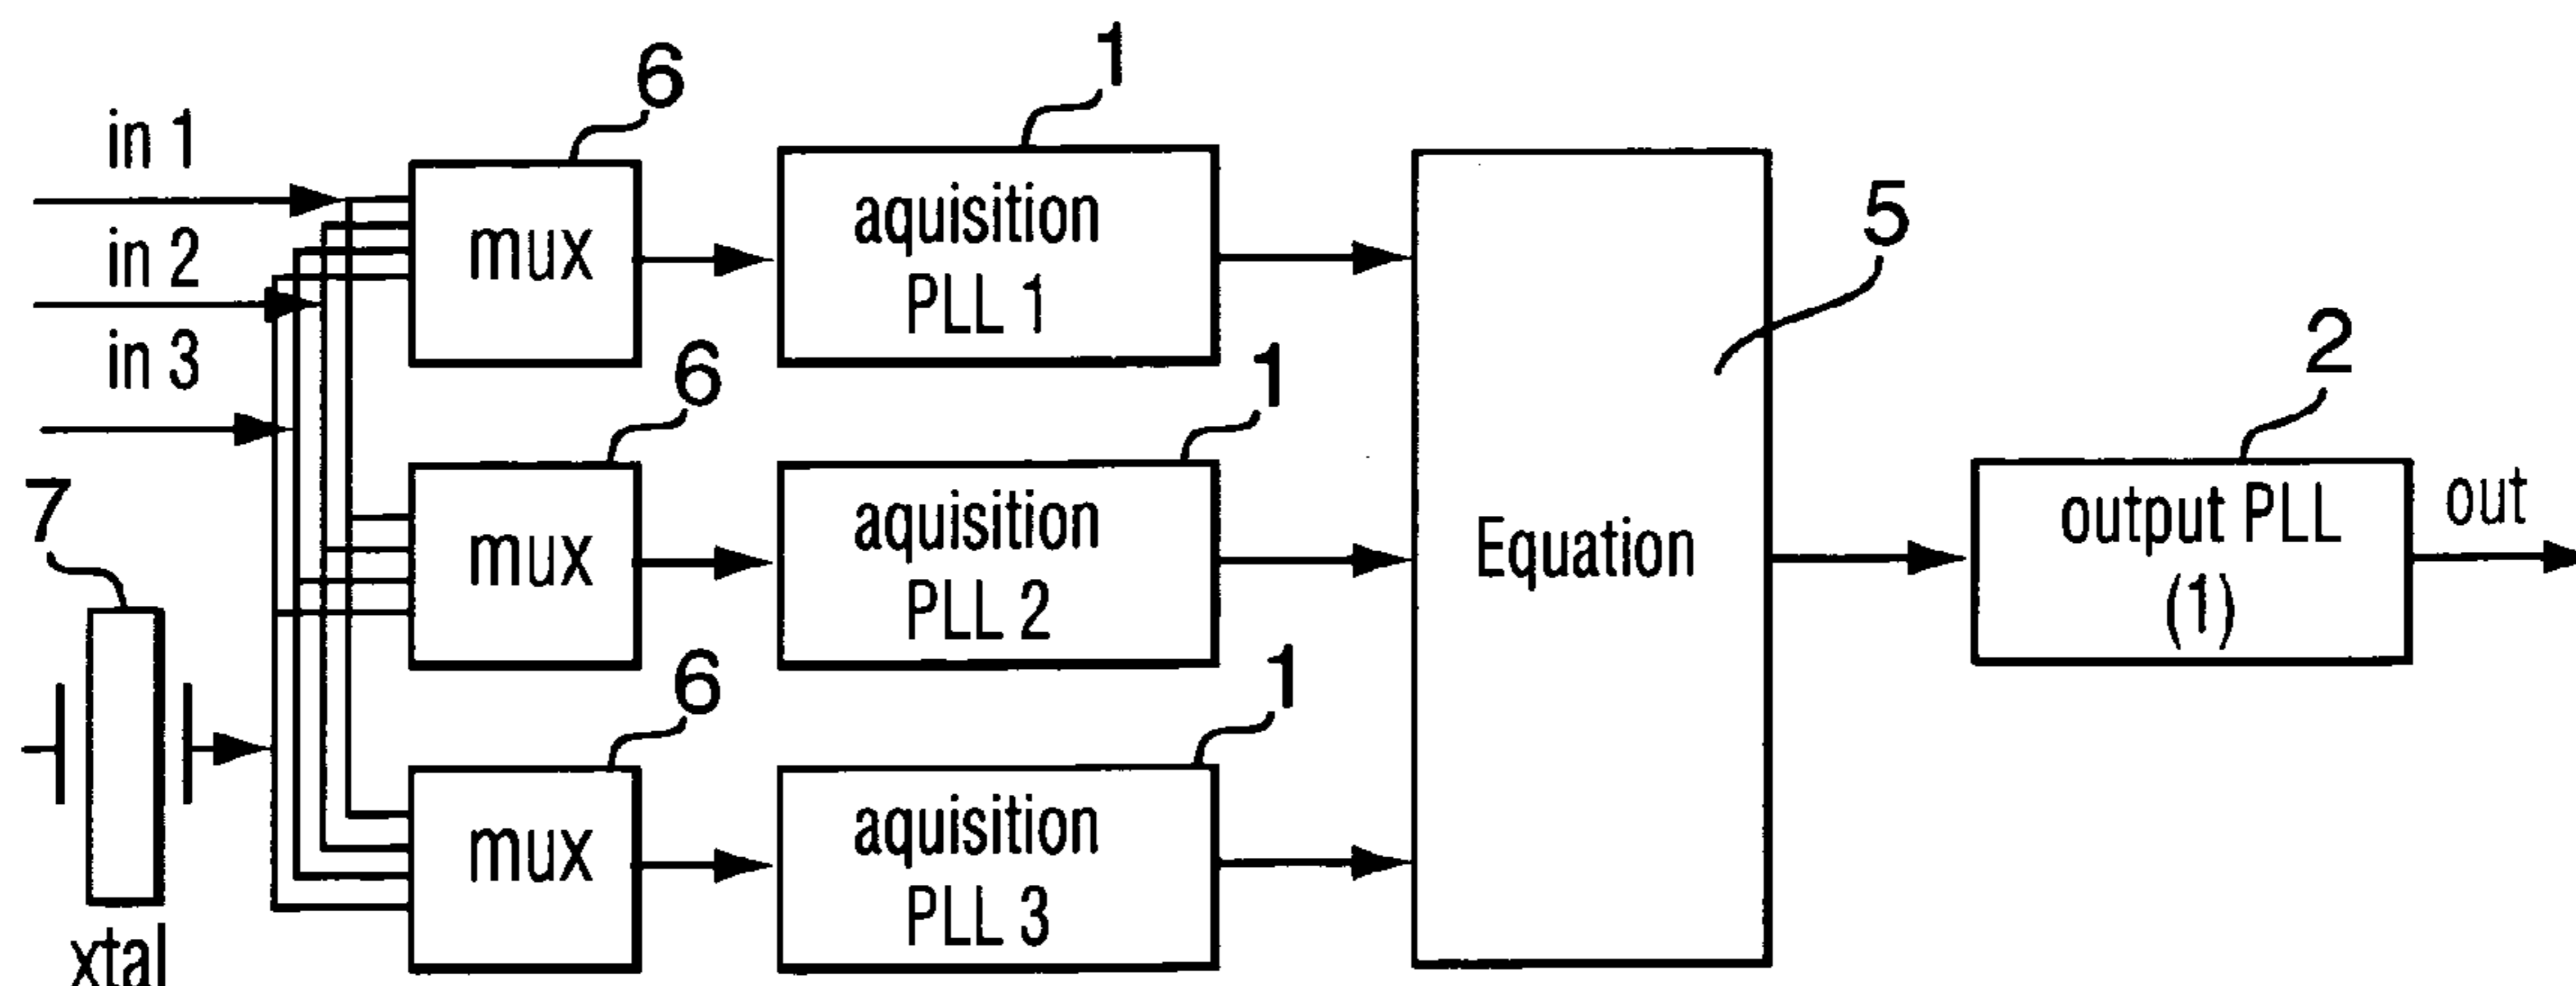 in 1
in 2
in 3
7
xtal
6
mux
6
mux
6
mux
1
aquisition
PLL 1
1
aquisition
PLL 2
1
aquisition
PLL 3
5
Equation
2
output PLL
(1)
out